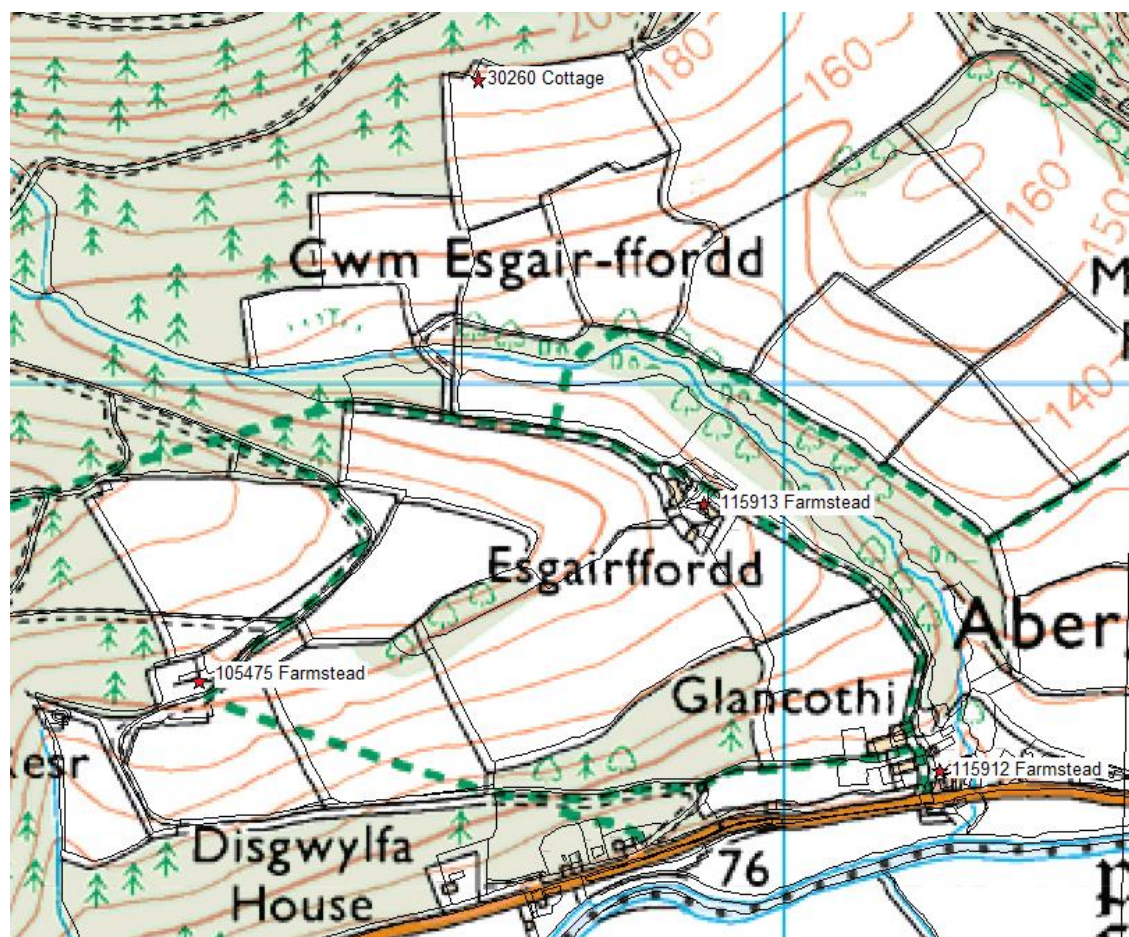 200
180
160
30260 Cottage
160
150
Cwm Esgair-ffordd
140
115913 Farmstead
Esgairffordd
Aber
105475 Farmstead
Glancothi
esr
115912 Farmstead
Disgwylfa
House
76